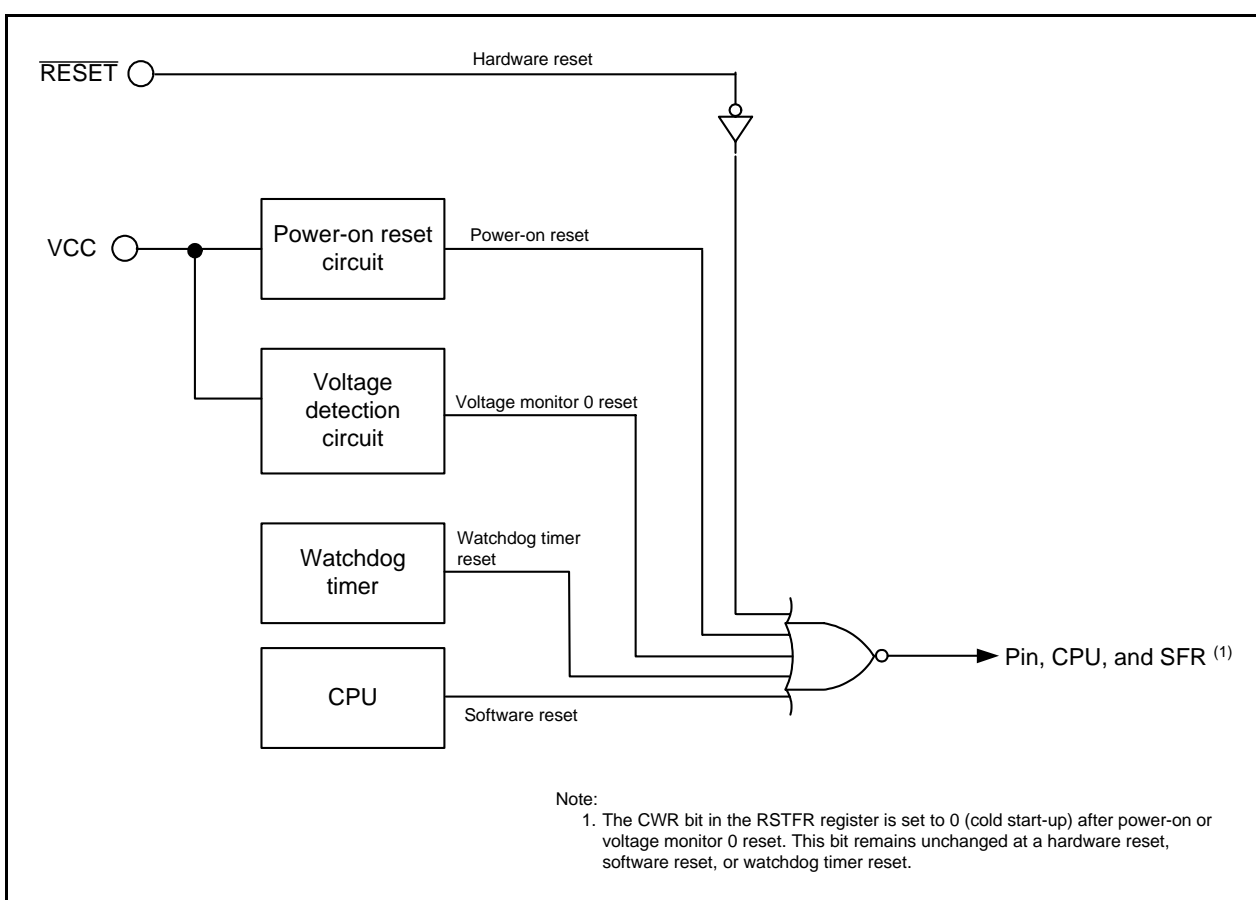 RESET
Hardware reset
VCC
Power-on reset
circuit
Power-on reset
Voltage
detection
circuit
Voltage monitor 0 reset
Watchdog
timer
Watchdog timer
reset
CPU
Software reset
Pin, CPU, and SFR (1)
Note:
1. The CWR bit in the RSTFR register is set to 0 (cold start-up) after power-on or
voltage monitor 0 reset. This bit remains unchanged at a hardware reset,
software reset, or watchdog timer reset.